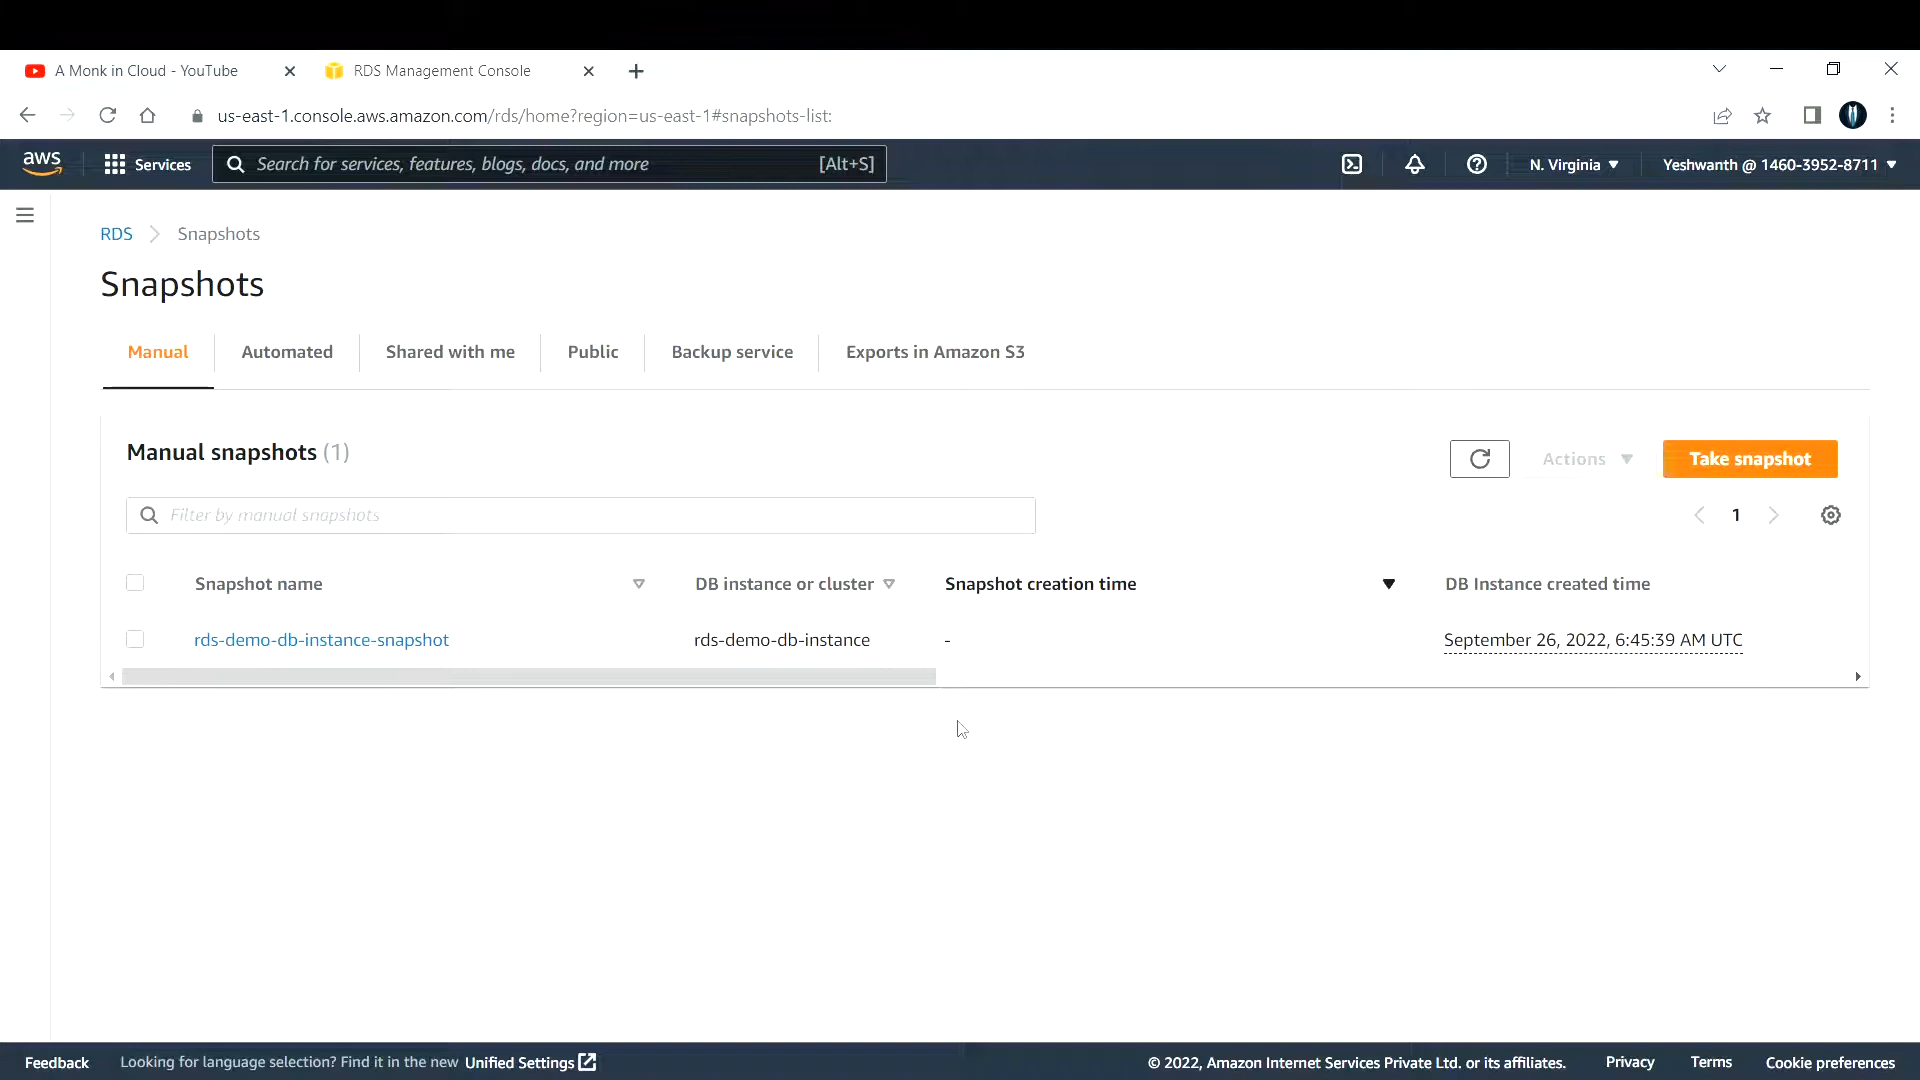 A Monk in Cloud - YouTube
RDS Management Console
us-east-1.console.aws.amazon.com/rds/home?region=us-east-1#snapshots-list:
aws
Services
Search for services, features, blogs, docs, and more
[Alt+S]
N. Virginia
Yeshwanth @ 1460-3952-8711
RDS
Snapshots
Snapshots
Manual
Automated
Shared with me
Public
Backup service
Exports in Amazon S3
Manual snapshots (1)
Actions
Take snapshot
Filter by manual snapshots
1
Snapshot name
DB instance or cluster
Snapshot creation time
DB Instance created time
rds-demo-db-instance-snapshot
rds-demo-db-instance
-
September 26, 2022, 6:45:39 AM UTC
Feedback
Looking for language selection? Find it in the new Unified Settings
© 2022, Amazon Internet Services Private Ltd. or its affiliates.
Privacy
Terms
Cookie preferences